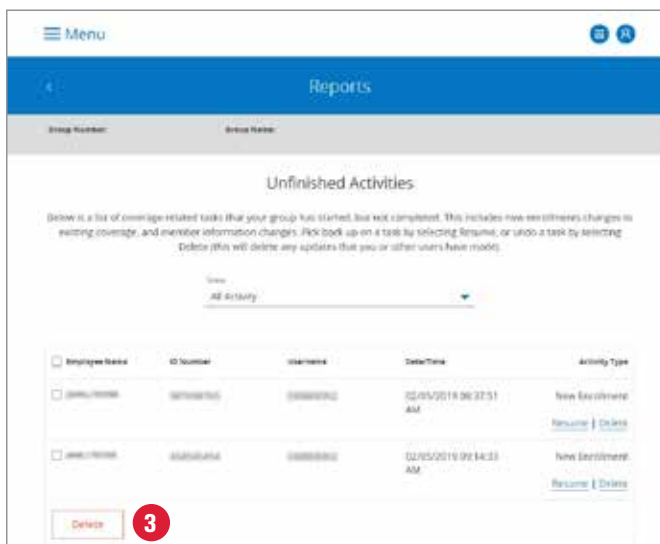 Menu
Reports
Group Number: Group Name:
Unfinished Activities
Below is a list of coverage-related tasks that your group has started, but not completed. This includes new enrollments changes to
existing coverage, and member information changes. Pick back up on a task by selecting Resume, or undo a task by selecting
Delete (this will delete any updates that you or other users have made).
All Activity
Employee Name ID Number Username Date/Time Activity Type
02/05/2019 New Enrollment
AM
Resume | Delete
02/05/2019 09:14:33 New Enrollment
AM
Resume | Delete
Delete 3